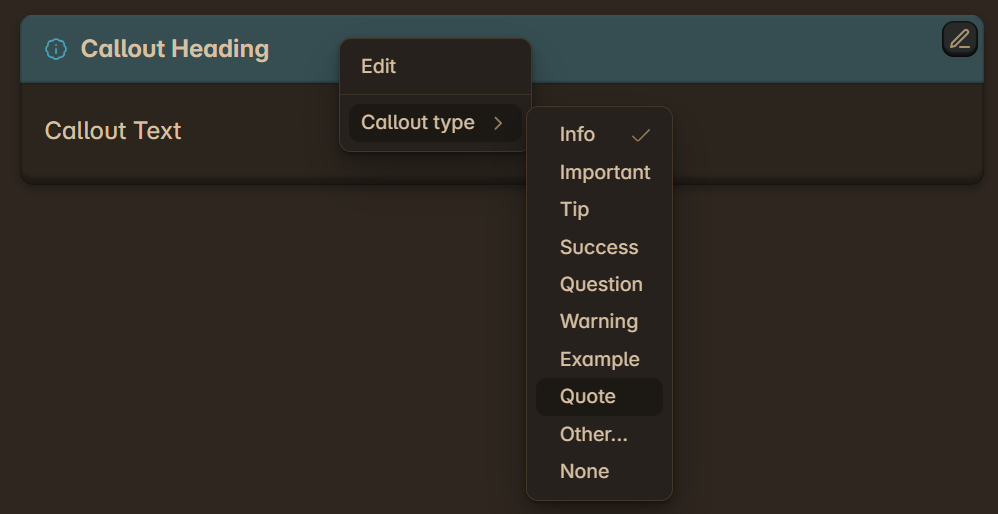 Callout Heading
Callout Text
Edit
Callout type
Info
Important
Tip
Success
Question
Warning
Example
Quote
Other...
None